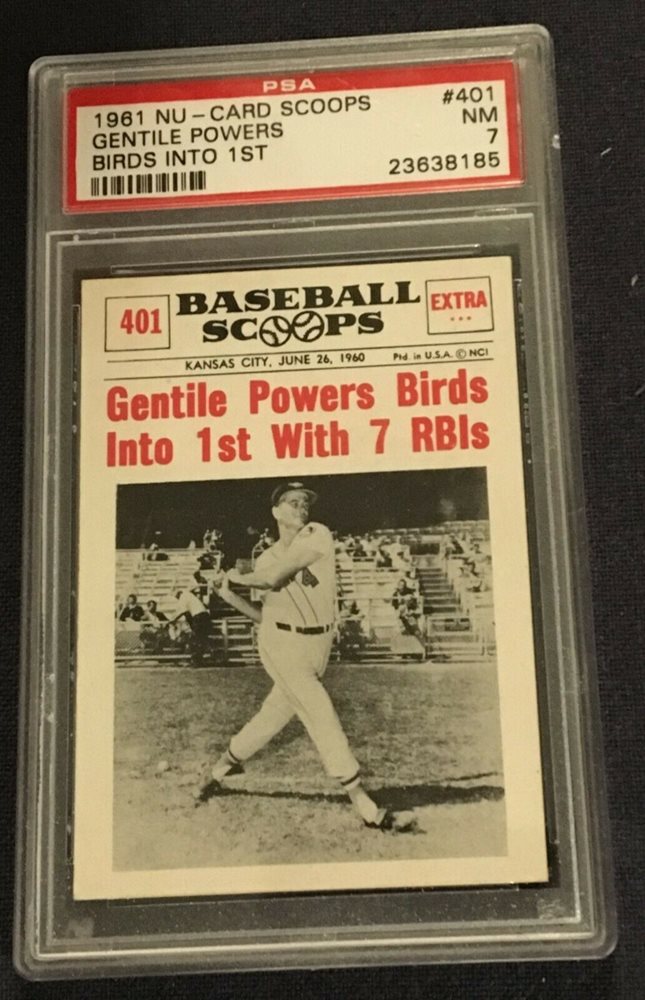 PSA
1961 NU-CARD SCOOPS #401
GENTILE POWERS NM
BIRDS INTO 1ST 7
23638185
401 BASEBALL EXTRA
SCOOPS ...
KANSAS CITY, JUNE 26, 1960 Ptd. in U.S.A. © NCI
Gentile Powers Birds
Into 1st With 7 RBIs